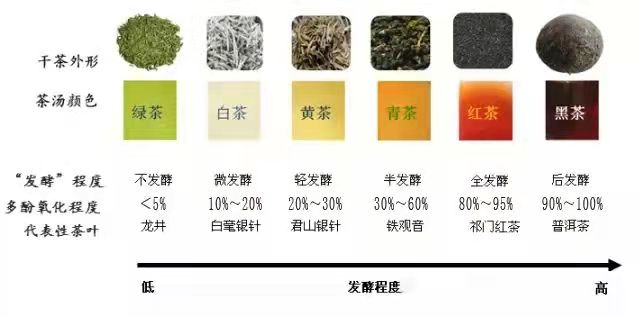 干茶外形
茶汤颜色 绿茶 白茶 黄茶 青茶 红茶 黑茶
“发酵”程度 不发酵 微发酵 轻发酵 半发酵 全发酵 后发酵
多酚氧化程度 <5% 10%~20% 20%~30% 30%~60% 80%~95% 90%~100%
代表性茶叶 龙井 白毫银针 君山银针 铁观音 祁门红茶 普洱茶
低 发酵程度 高